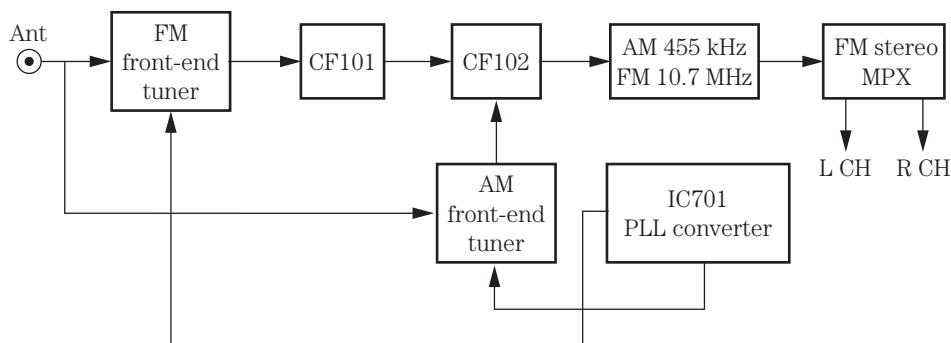 Ant
FM
front-end
tuner
CF101
CF102
AM 455 kHz
FM 10.7 MHz
FM stereo
MPX
L CH
R CH
AM
front-end
tuner
IC701
PLL converter